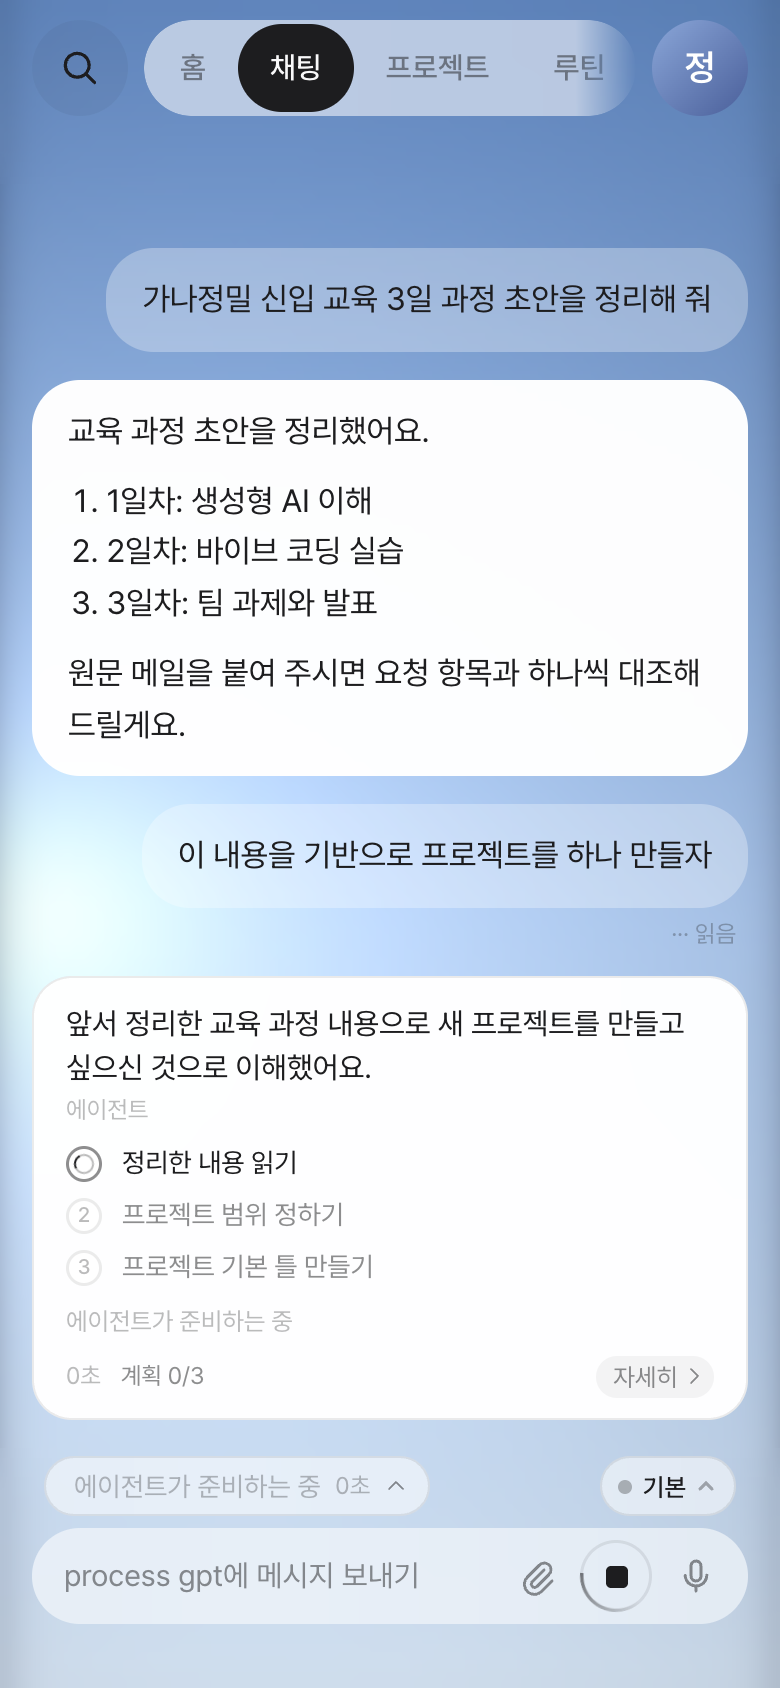 홈
채팅
프로젝트
루틴
정
가나정밀 신입 교육 3일 과정 초안을 정리해 줘
교육 과정 초안을 정리했어요.
1. 1일차: 생성형 AI 이해
2. 2일차: 바이브 코딩 실습
3. 3일차: 팀 과제와 발표
원문 메일을 붙여 주시면 요청 항목과 하나씩 대조해
드릴게요.
이 내용을 기반으로 프로젝트를 하나 만들자
··· 읽음
앞서 정리한 교육 과정 내용으로 새 프로젝트를 만들고
싶으신 것으로 이해했어요.
에이전트
정리한 내용 읽기
2 프로젝트 범위 정하기
3 프로젝트 기본 틀 만들기
에이전트가 준비하는 중
0초 계획 0/3
자세히
에이전트가 준비하는 중 0초
기본
process gpt에 메시지 보내기